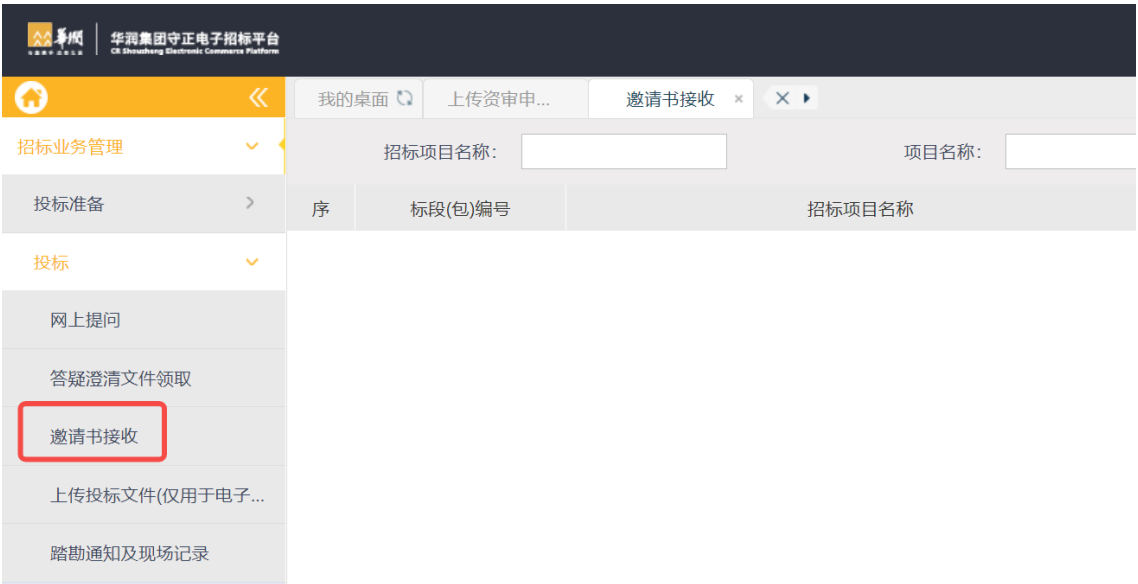 華潤
华润集团守正电子招标平台
CR Shouzheng Electronic Commerce Platform
我的桌面 上传资审申... 邀请书接收 ×
招标业务管理
招标项目名称: 项目名称:
投标准备
序 标段(包)编号 招标项目名称
投标
网上提问
答疑澄清文件领取
邀请书接收
上传投标文件(仅用于电子...
踏勘通知及现场记录